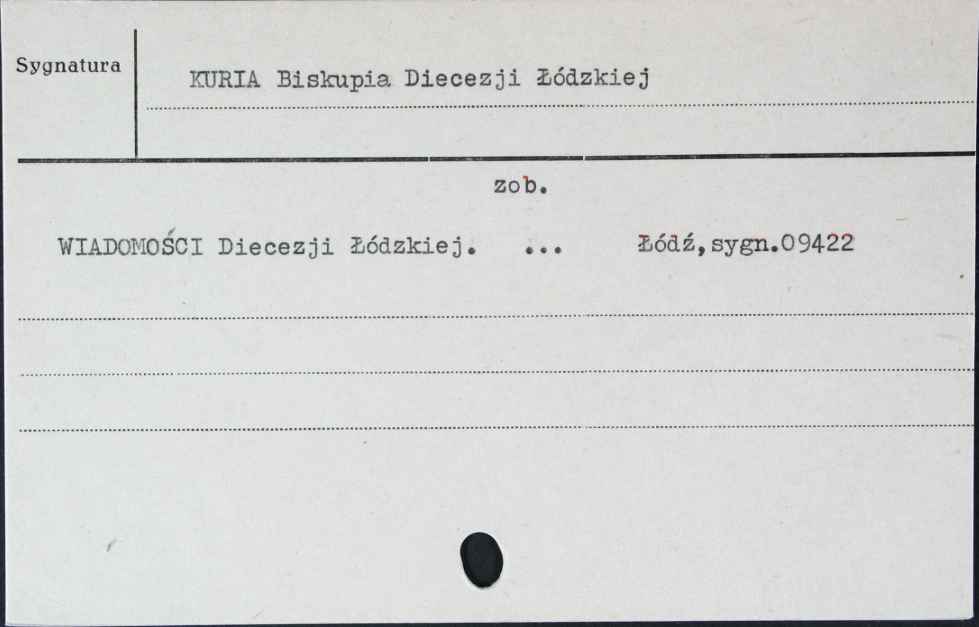 Sygnatura
KURIA Biskupia Diecezji Łódzkiej
zob.
WIADOMOŚCI Diecezji Łódzkiej. ... Łódź,sygn.09422